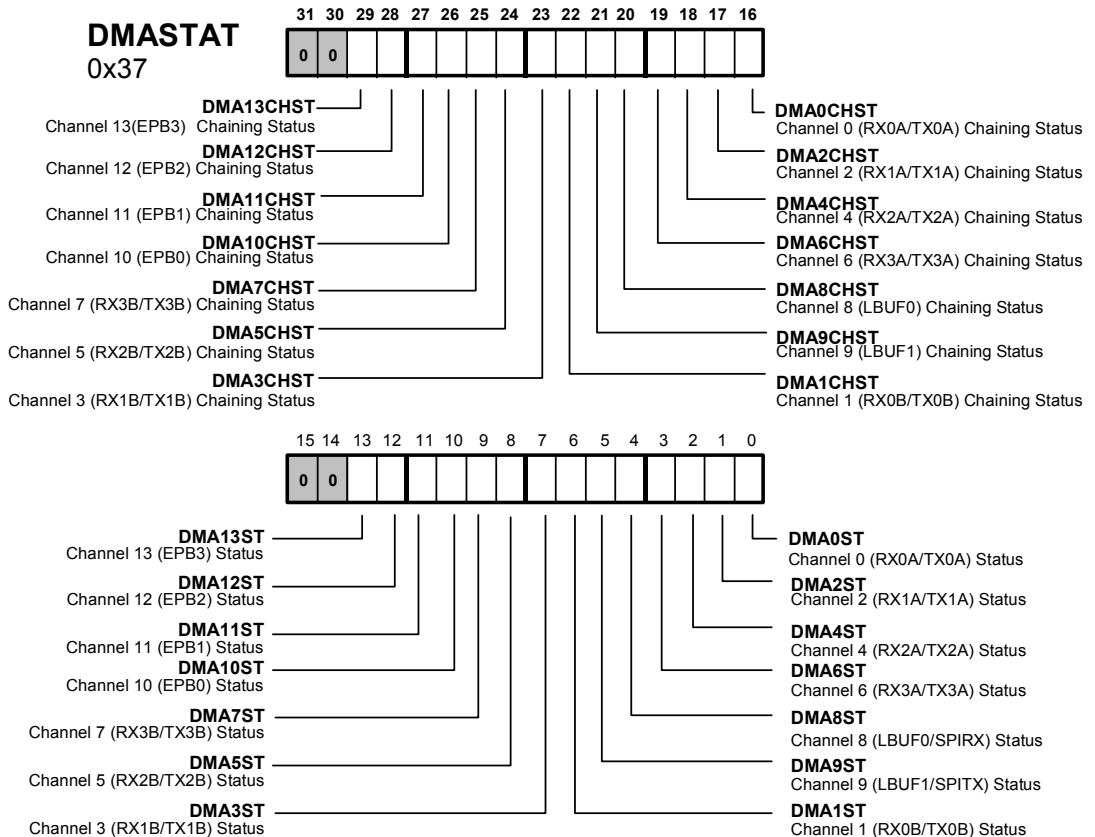 DMASTAT
0x37
31 30 29 28 27 26 25 24 23 22 21 20 19 18 17 16
0 0
DMA13CHST
Channel 13(EPB3) Chaining Status
DMA12CHST
Channel 12 (EPB2) Chaining Status
DMA11CHST
Channel 11 (EPB1) Chaining Status
DMA10CHST
Channel 10 (EPB0) Chaining Status
DMA7CHST
Channel 7 (RX3B/TX3B) Chaining Status
DMA5CHST
Channel 5 (RX2B/TX2B) Chaining Status
DMA3CHST
Channel 3 (RX1B/TX1B) Chaining Status
DMA0CHST
Channel 0 (RX0A/TX0A) Chaining Status
DMA2CHST
Channel 2 (RX1A/TX1A) Chaining Status
DMA4CHST
Channel 4 (RX2A/TX2A) Chaining Status
DMA6CHST
Channel 6 (RX3A/TX3A) Chaining Status
DMA8CHST
Channel 8 (LBUF0) Chaining Status
DMA9CHST
Channel 9 (LBUF1) Chaining Status
DMA1CHST
Channel 1 (RX0B/TX0B) Chaining Status
15 14 13 12 11 10 9 8 7 6 5 4 3 2 1 0
0 0
DMA13ST
Channel 13 (EPB3) Status
DMA12ST
Channel 12 (EPB2) Status
DMA11ST
Channel 11 (EPB1) Status
DMA10ST
Channel 10 (EPB0) Status
DMA7ST
Channel 7 (RX3B/TX3B) Status
DMA5ST
Channel 5 (RX2B/TX2B) Status
DMA3ST
Channel 3 (RX1B/TX1B) Status
DMA0ST
Channel 0 (RX0A/TX0A) Status
DMA2ST
Channel 2 (RX1A/TX1A) Status
DMA4ST
Channel 4 (RX2A/TX2A) Status
DMA6ST
Channel 6 (RX3A/TX3A) Status
DMA8ST
Channel 8 (LBUF0/SPIRX) Status
DMA9ST
Channel 9 (LBUF1/SPITX) Status
DMA1ST
Channel 1 (RX0B/TX0B) Status